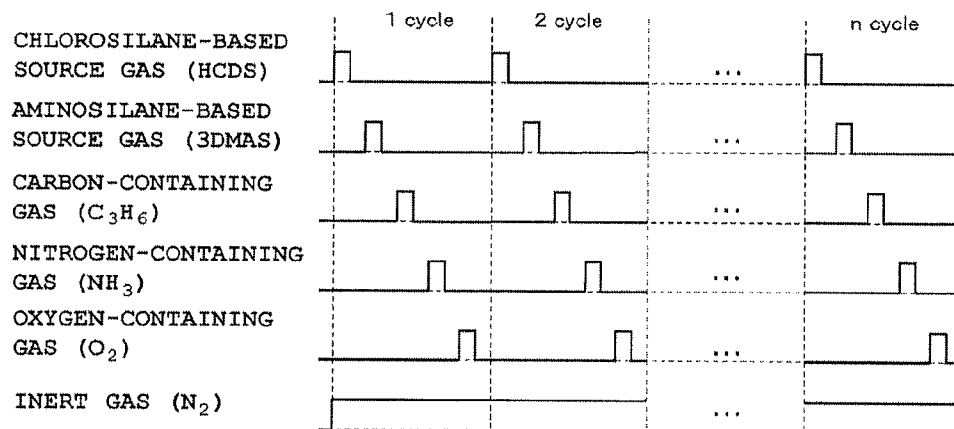 1 cycle 2 cycle n cycle
CHLOROSILANE-BASED
SOURCE GAS (HCDS)
...
AMINOSILANE-BASED
SOURCE GAS (3DMAS)
...
CARBON-CONTAINING
GAS (C₃H₆)
...
NITROGEN-CONTAINING
GAS (NH₃)
...
OXYGEN-CONTAINING
GAS (O₂)
...
INERT GAS (N₂)
...